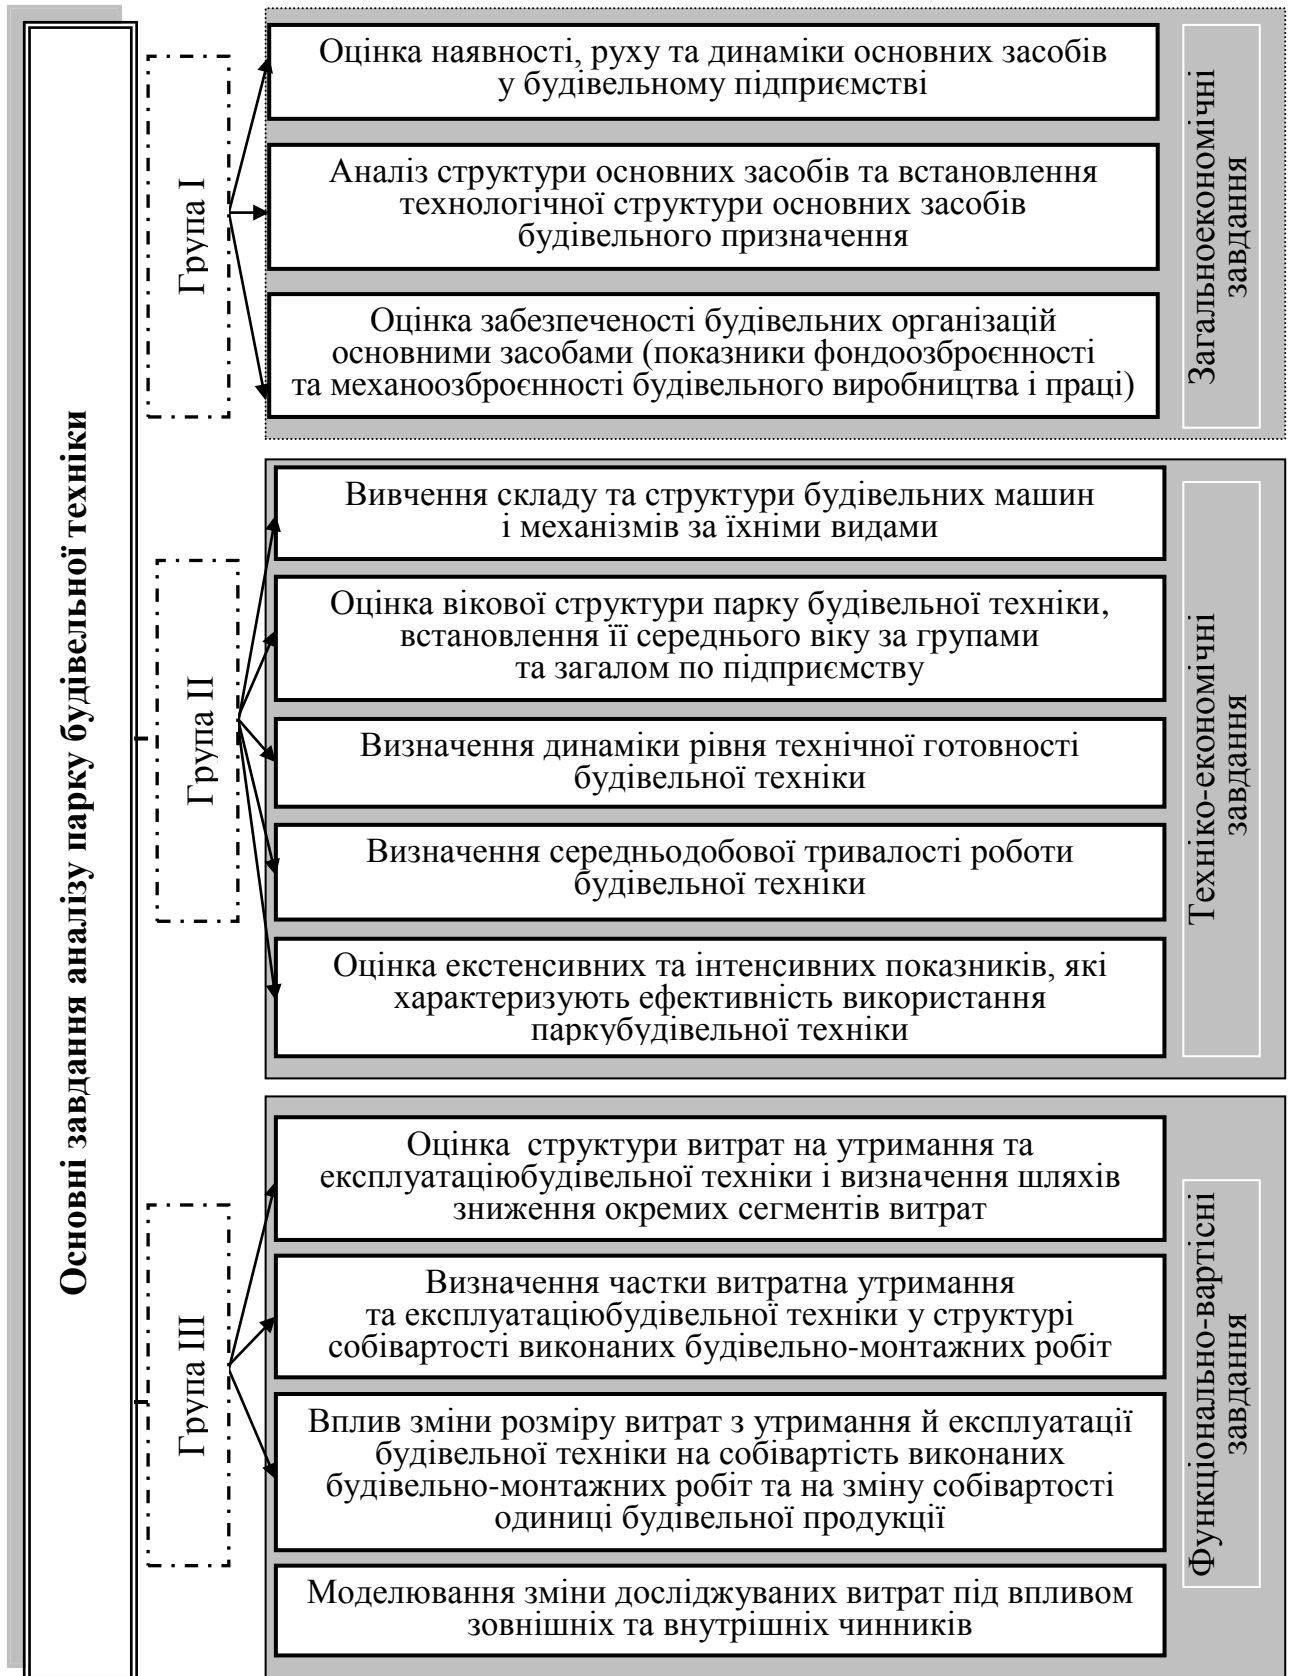 Основні завдання аналізу парку будівельної техніки
Група I
Оцінка наявності, руху та динаміки основних засобів
у будівельному підприємстві
Аналіз структури основних засобів та встановлення
технологічної структури основних засобів
будівельного призначення
Оцінка забезпеченості будівельних організацій
основними засобами (показники фондоозброєнності
та механоозброєнності будівельного виробництва і праці)
Загальноекономічні
завдання
Група II
Вивчення складу та структури будівельних машин
і механізмів за їхніми видами
Оцінка вікової структури парку будівельної техніки,
встановлення її середнього віку за групами
та загалом по підприємству
Визначення динаміки рівня технічної готовності
будівельної техніки
Визначення середньодобової тривалості роботи
будівельної техніки
Оцінка екстенсивних та інтенсивних показників, які
характеризують ефективність використання
паркубудівельної техніки
Техніко-економічні
завдання
Група III
Оцінка  структури витрат на утримання та
експлуатаціюбудівельної техніки і визначення шляхів
зниження окремих сегментів витрат
Визначення частки витратна утримання
та експлуатаціюбудівельної техніки у структурі
собівартості виконаних будівельно-монтажних робіт
Вплив зміни розміру витрат з утримання й експлуатації
будівельної техніки на собівартість виконаних
будівельно-монтажних робіт та на зміну собівартості
одиниці будівельної продукції
Моделювання зміни досліджуваних витрат під впливом
зовнішніх та внутрішніх чинників
Функціонально-вартісні
завдання